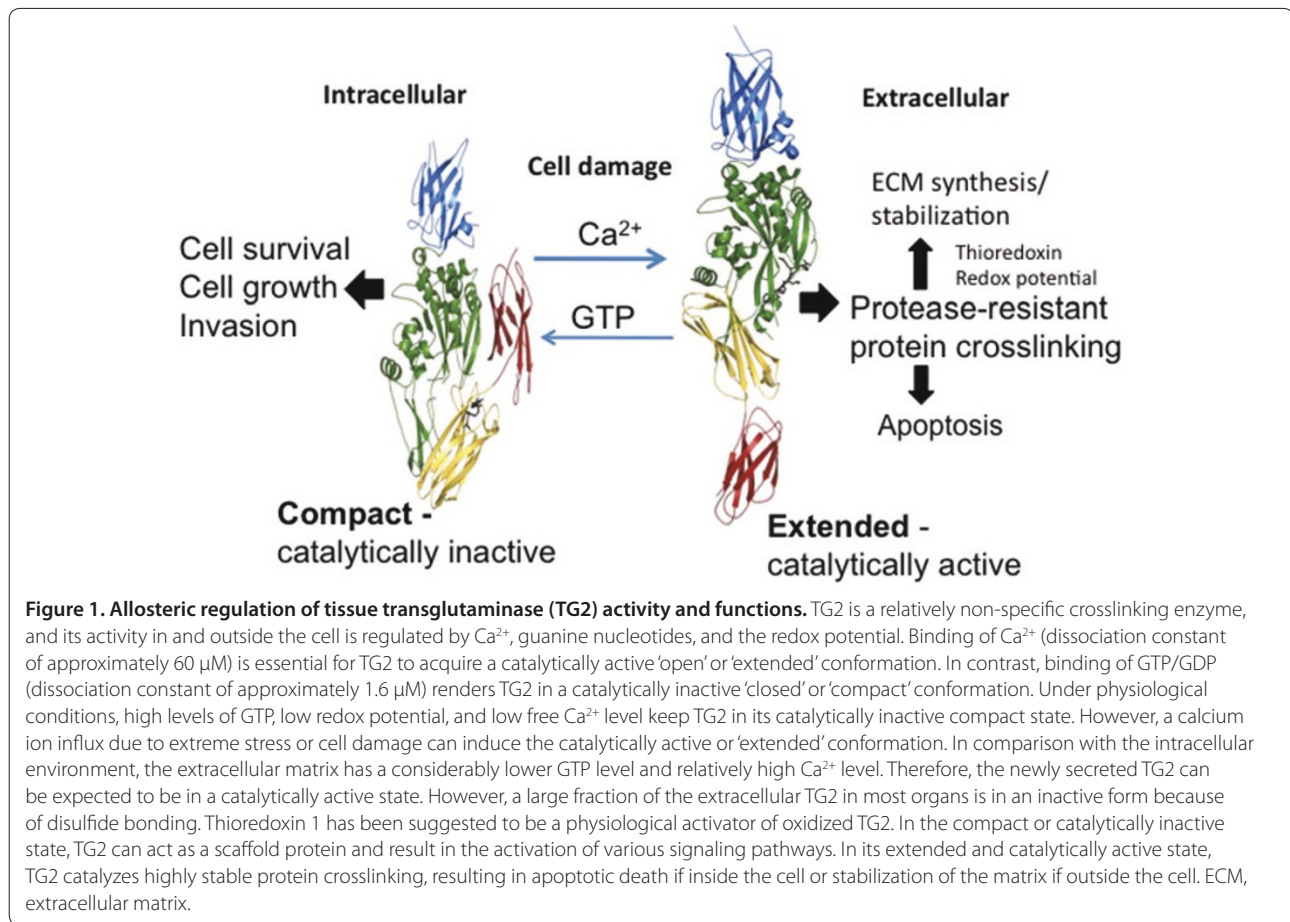 Intracellular
Extracellular
Cell damage
Ca²⁺
GTP
Cell survival
Cell growth
Invasion
ECM synthesis/
stabilization
Thioredoxin
Redox potential
Protease-resistant
protein crosslinking
Apoptosis
Compact -
catalytically inactive
Extended -
catalytically active
Figure 1. Allosteric regulation of tissue transglutaminase (TG2) activity and functions. TG2 is a relatively non-specific crosslinking enzyme,
and its activity in and outside the cell is regulated by Ca²⁺, guanine nucleotides, and the redox potential. Binding of Ca²⁺ (dissociation constant
of approximately 60 μM) is essential for TG2 to acquire a catalytically active ‘open’ or ‘extended’ conformation. In contrast, binding of GTP/GDP
(dissociation constant of approximately 1.6 μM) renders TG2 in a catalytically inactive ‘closed’ or ‘compact’ conformation. Under physiological
conditions, high levels of GTP, low redox potential, and low free Ca²⁺ level keep TG2 in its catalytically inactive compact state. However, a calcium
ion influx due to extreme stress or cell damage can induce the catalytically active or ‘extended’ conformation. In comparison with the intracellular
environment, the extracellular matrix has a considerably lower GTP level and relatively high Ca²⁺ level. Therefore, the newly secreted TG2 can
be expected to be in a catalytically active state. However, a large fraction of the extracellular TG2 in most organs is in an inactive form because
of disulfide bonding. Thioredoxin 1 has been suggested to be a physiological activator of oxidized TG2. In the compact or catalytically inactive
state, TG2 can act as a scaffold protein and result in the activation of various signaling pathways. In its extended and catalytically active state,
TG2 catalyzes highly stable protein crosslinking, resulting in apoptotic death if inside the cell or stabilization of the matrix if outside the cell. ECM,
extracellular matrix.